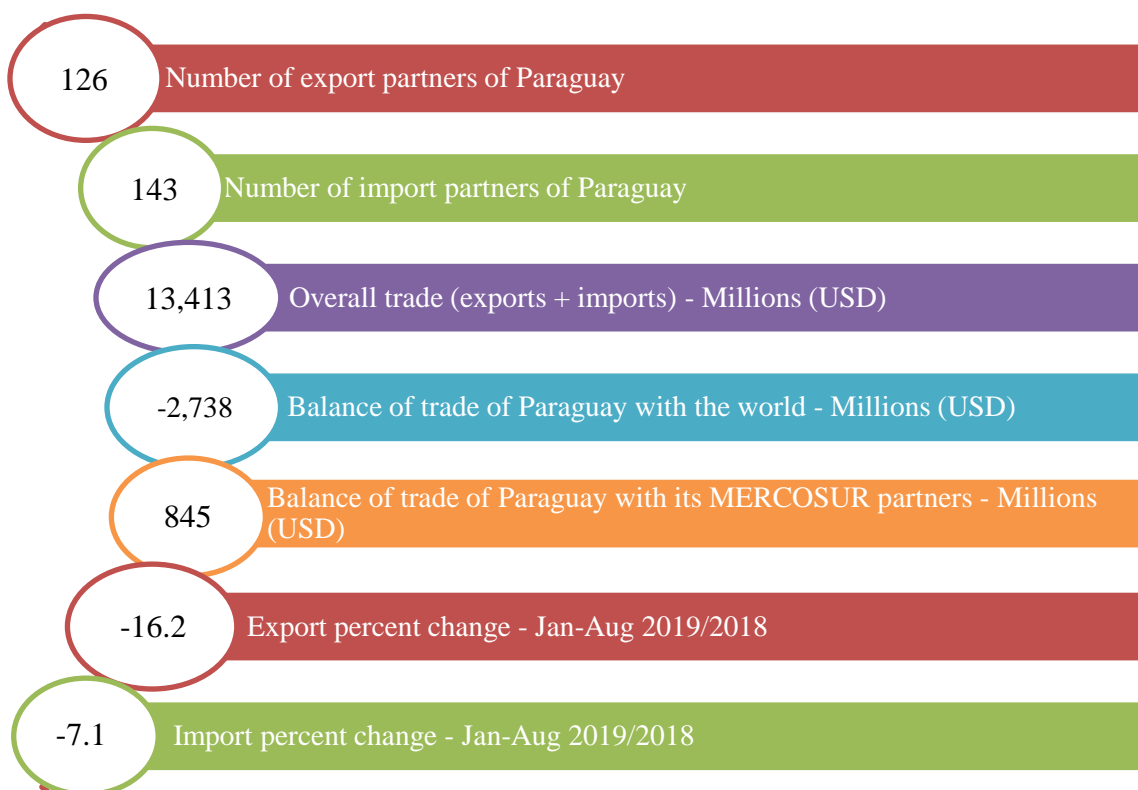 126
Number of export partners of Paraguay
143
Number of import partners of Paraguay
13,413
Overall trade (exports + imports) - Millions (USD)
-2,738
Balance of trade of Paraguay with the world - Millions (USD)
845
Balance of trade of Paraguay with its MERCOSUR partners - Millions
(USD)
-16.2
Export percent change - Jan-Aug 2019/2018
-7.1
Import percent change - Jan-Aug 2019/2018